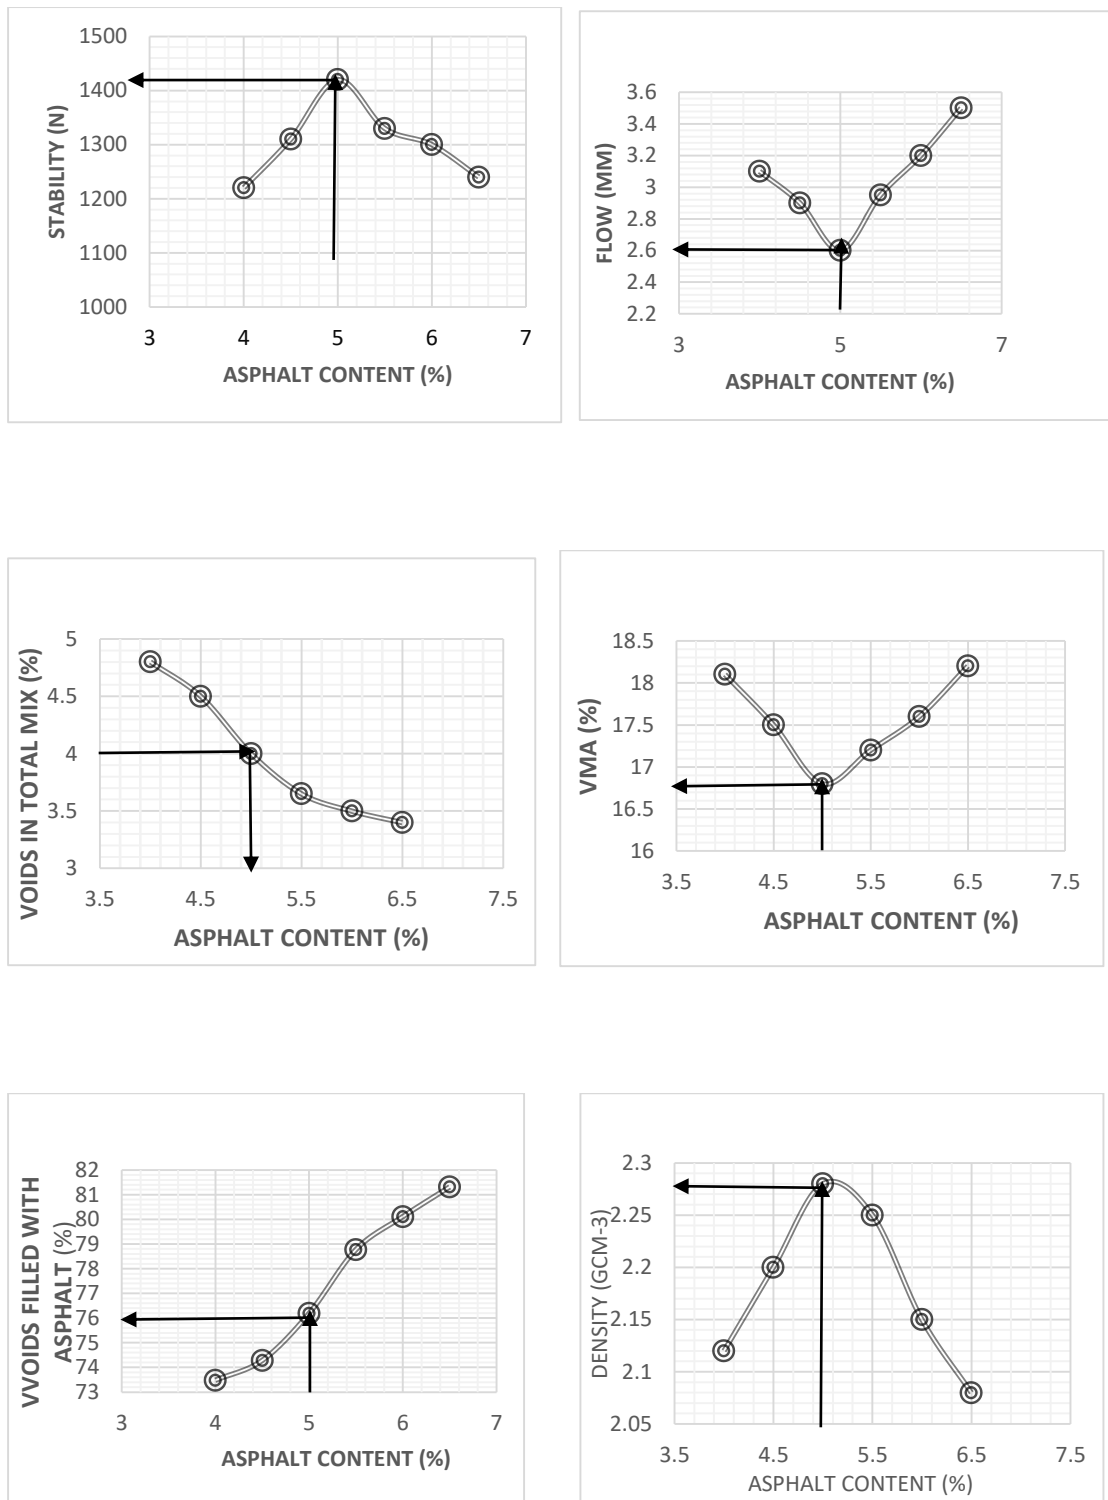 1500
1400
1300
1200
1100
1000
STABILITY (N)
3 4 5 6 7
ASPHALT CONTENT (%)
3.6
3.4
3.2
3
2.8
2.6
2.4
2.2
FLOW (MM)
3 5 7
ASPHALT CONTENT (%)
5
4.5
4
3.5
3
VOIDS IN TOTAL MIX (%)
3.5 4.5 5.5 6.5 7.5
ASPHALT CONTENT (%)
18.5
18
17.5
17
16.5
16
VMA (%)
3.5 4.5 5.5 6.5 7.5
ASPHALT CONTENT (%)
82
81
80
79
78
77
76
75
74
73
VVOIDS FILLED WITH
ASPHALT (%)
3 4 5 6 7
ASPHALT CONTENT (%)
2.3
2.25
2.2
2.15
2.1
2.05
DENSITY (GCM-3)
3.5 4.5 5.5 6.5 7.5
ASPHALT CONTENT (%)